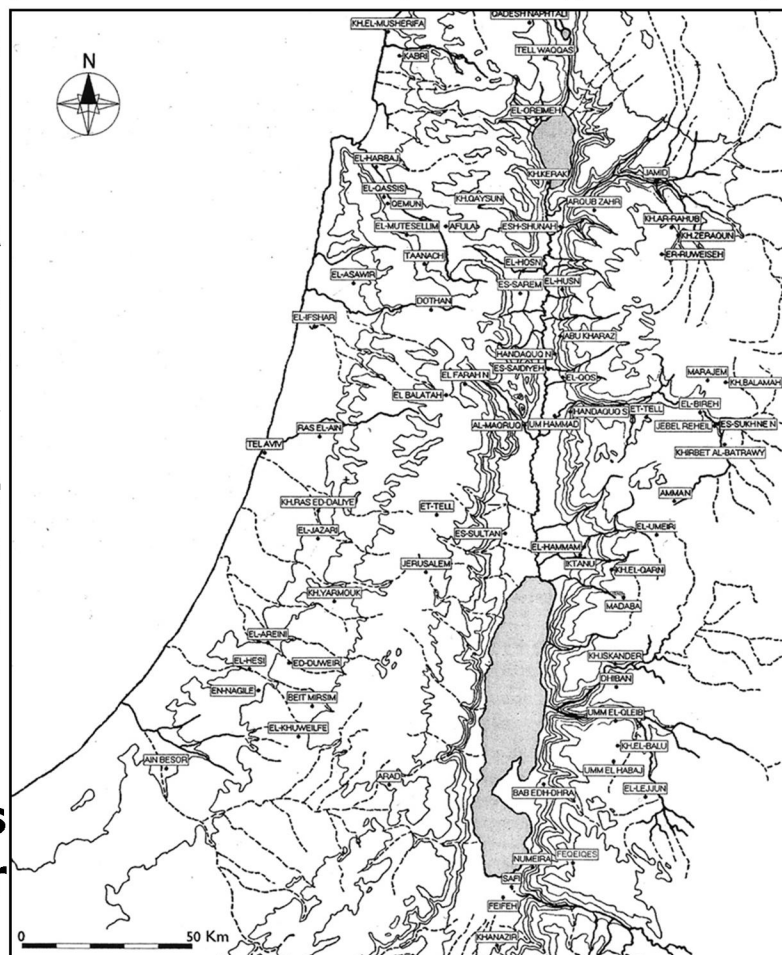 QADESH NAPHTALI
KH.EL-MUSHERIFA
KABRI
TELL WAQQAS
N
EL-OREIMEH
EL-HARBAJ
KH.KERAK
JAMID
EL-QASSIS
QEMUN
KH.QAYSUN
ARQUB ZAHR
EL-MUTESELLIM
AFULA
ESH-SHUNAH
KH.AR-RAHUB
KH.ZERAQUN
TAANACH
ER-RUWEISEH
EL-HOSN
EL-ASAWIR
ES-SAREM
EL-HUSN
DOTHAN
EL-IFSHAR
ABU KHARAZ
HANDAQUQ N
ES-SAIDIYEH
EL FARAH N
EL-QOS
MARAJEM
KH.BALAMAH
EL BALATAH
EL-BIREH
HANDAQUQ S
ET-TELL
RAS EL-AIN
AL-MAQRUQ
UM HAMMAD
JEBEL REHEIL
ES-SUKHNE N
TEL AVIV
KHIRBET AL-BATRAWY
AMMAN
KH.RAS ED-DALIYE
ET-TELL
EL-JAZARI
ES-SULTAN
EL-UMEIRI
EL-HAMMAM
JERUSALEM
IKTANU
KH.EL-QARN
KH.YARMOUK
MADABA
EL-AREINI
EL-HESI
ED-DUWEIR
KH.ISKANDER
DHIBAN
EN-NAGILE
BEIT MIRSIM
UMM EL-QLEIB
EL-KHUWEILFE
KH.EL-BALU
AIN BESOR
ARAD
UMM EL HABAJ
BAB EDH-DHRA
EL-LEJJUN
S
r
NUMEIRA
FEQEIQES
SAFI
FEIFEH
0 50 Km
KHANAZIR